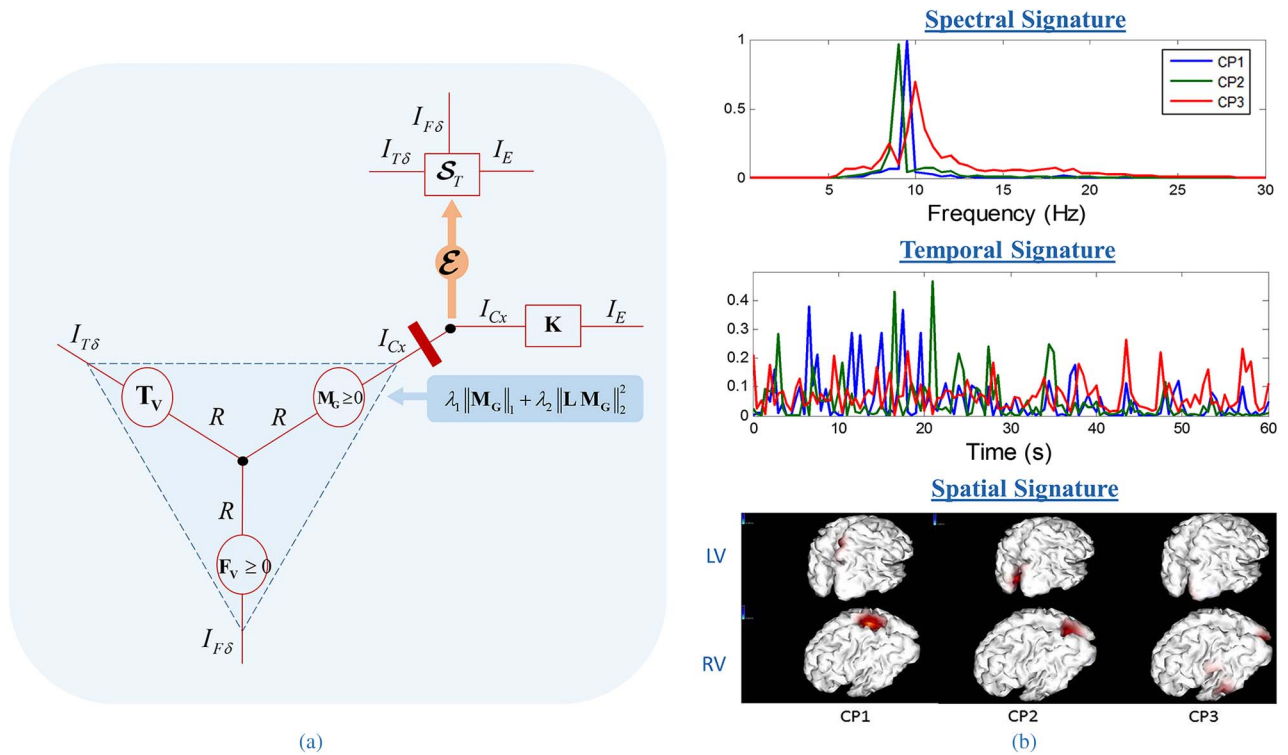 I_{Fδ}
I_{Tδ}
I_E
𝓢_T
𝓔
I_{Cx}
K
I_E
I_{Cx}
I_{Tδ}
T_V
M_G ≥ 0
λ_1 ‖M_G‖_1 + λ_2 ‖L M_G‖_2^2
R
R
R
F_V ≥ 0
I_{Fδ}
(a)
Spectral Signature
1
0.5
0
CP1
CP2
CP3
5 10 15 20 25 30
Frequency (Hz)
Temporal Signature
0.4
0.3
0.2
0.1
0
0 10 20 30 40 50 60
Time (s)
Spatial Signature
LV
RV
CP1 CP2 CP3
(b)